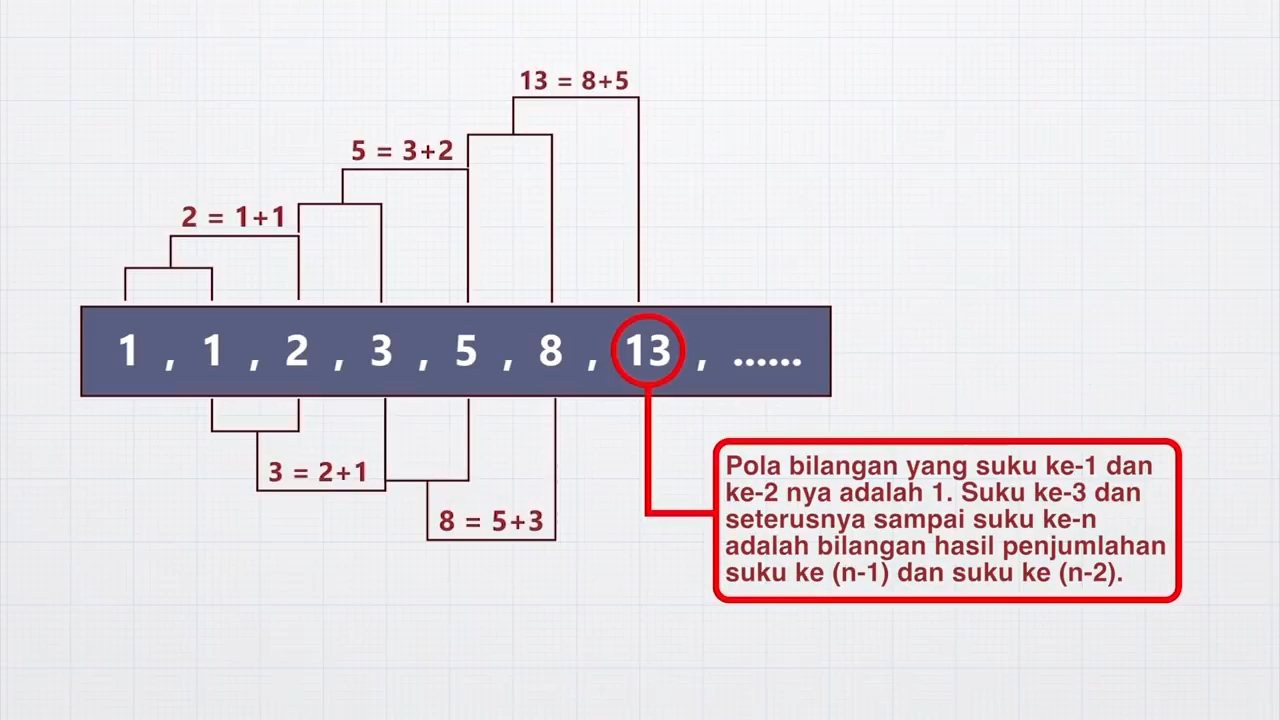 13 = 8+5
5 = 3+2
2 = 1+1
1 , 1 , 2 , 3 , 5 , 8 , 13 , ......
3 = 2+1
8 = 5+3
Pola bilangan yang suku ke-1 dan
ke-2 nya adalah 1. Suku ke-3 dan
seterusnya sampai suku ke-n
adalah bilangan hasil penjumlahan
suku ke (n-1) dan suku ke (n-2).